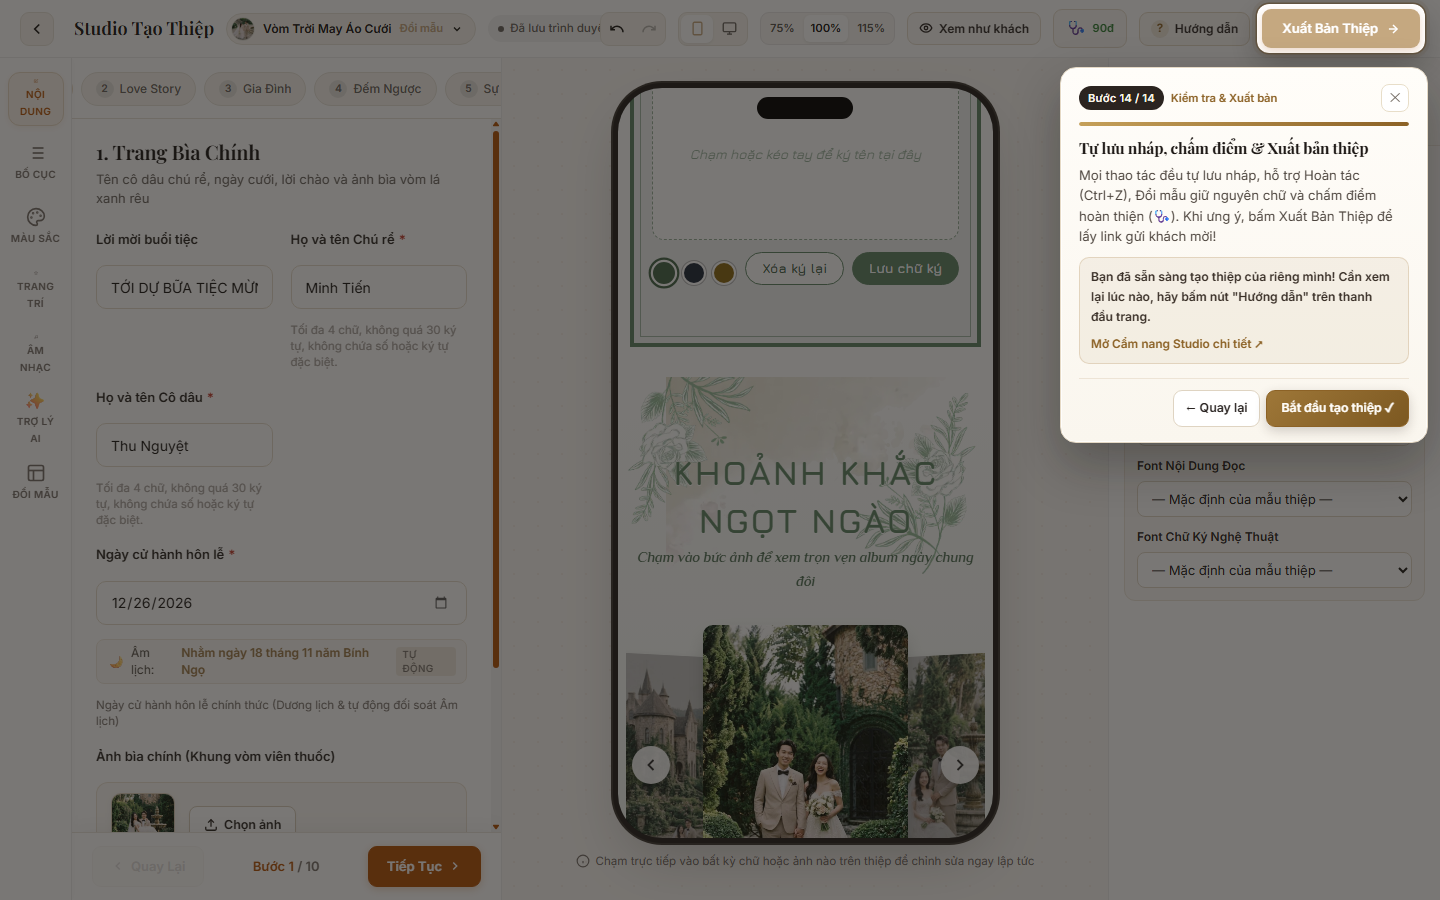 Studio Tạo Thiệp
Vòm Trời May Áo Cưới Đổi mẫu
Đã lưu trình duyệ
75% 100% 115%
Xem như khách
90đ
? Hướng dẫn
Xuất Bản Thiệp →
NỘI DUNG
BỐ CỤC
MÀU SẮC
TRANG TRÍ
ÂM NHẠC
TRỢ LÝ AI
ĐỔI MẪU
2 Love Story
3 Gia Đình
4 Đếm Ngược
5 Sự
1. Trang Bìa Chính
Tên cô dâu chú rể, ngày cưới, lời chào và ảnh bìa vòm lá
xanh rêu
Lời mời buổi tiệc
TỚI DỰ BỮA TIỆC MỪN
Họ và tên Chú rể *
Minh Tiến
Tối đa 4 chữ, không quá 30 ký
tự, không chứa số hoặc ký tự
đặc biệt.
Họ và tên Cô dâu *
Thu Nguyệt
Tối đa 4 chữ, không quá 30 ký
tự, không chứa số hoặc ký tự
đặc biệt.
Ngày cử hành hôn lễ *
12/26/2026
Âm
lịch:
Nhằm ngày 18 tháng 11 năm Bính
Ngọ
TỰ
ĐỘNG
Ngày cử hành hôn lễ chính thức (Dương lịch & tự động đối soát Âm
lịch)
Ảnh bìa chính (Khung vòm viên thuốc)
Chọn ảnh
Quay Lại
Bước 1 / 10
Tiếp Tục
Chạm hoặc kéo tay để ký tên tại đây
Xóa ký lại
Lưu chữ ký
KHOẢNH KHẮC
NGỌT NGÀO
Chạm vào bức ảnh để xem trọn vẹn album ngày chung
đôi
Chạm trực tiếp vào bất kỳ chữ hoặc ảnh nào trên thiệp để chỉnh sửa ngay lập tức
Bước 14 / 14 Kiểm tra & Xuất bản
Tự lưu nháp, chấm điểm & Xuất bản thiệp
Mọi thao tác đều tự lưu nháp, hỗ trợ Hoàn tác
(Ctrl+Z), Đổi mẫu giữ nguyên chữ và chấm điểm
hoàn thiện (🩺). Khi ưng ý, bấm Xuất Bản Thiệp để
lấy link gửi khách mời!
Bạn đã sẵn sàng tạo thiệp của riêng mình! Cần xem
lại lúc nào, hãy bấm nút "Hướng dẫn" trên thanh
đầu trang.
Mở Cẩm nang Studio chi tiết ↗
← Quay lại
Bắt đầu tạo thiệp ✓
Font Nội Dung Đọc
— Mặc định của mẫu thiệp —
Font Chữ Ký Nghệ Thuật
— Mặc định của mẫu thiệp —